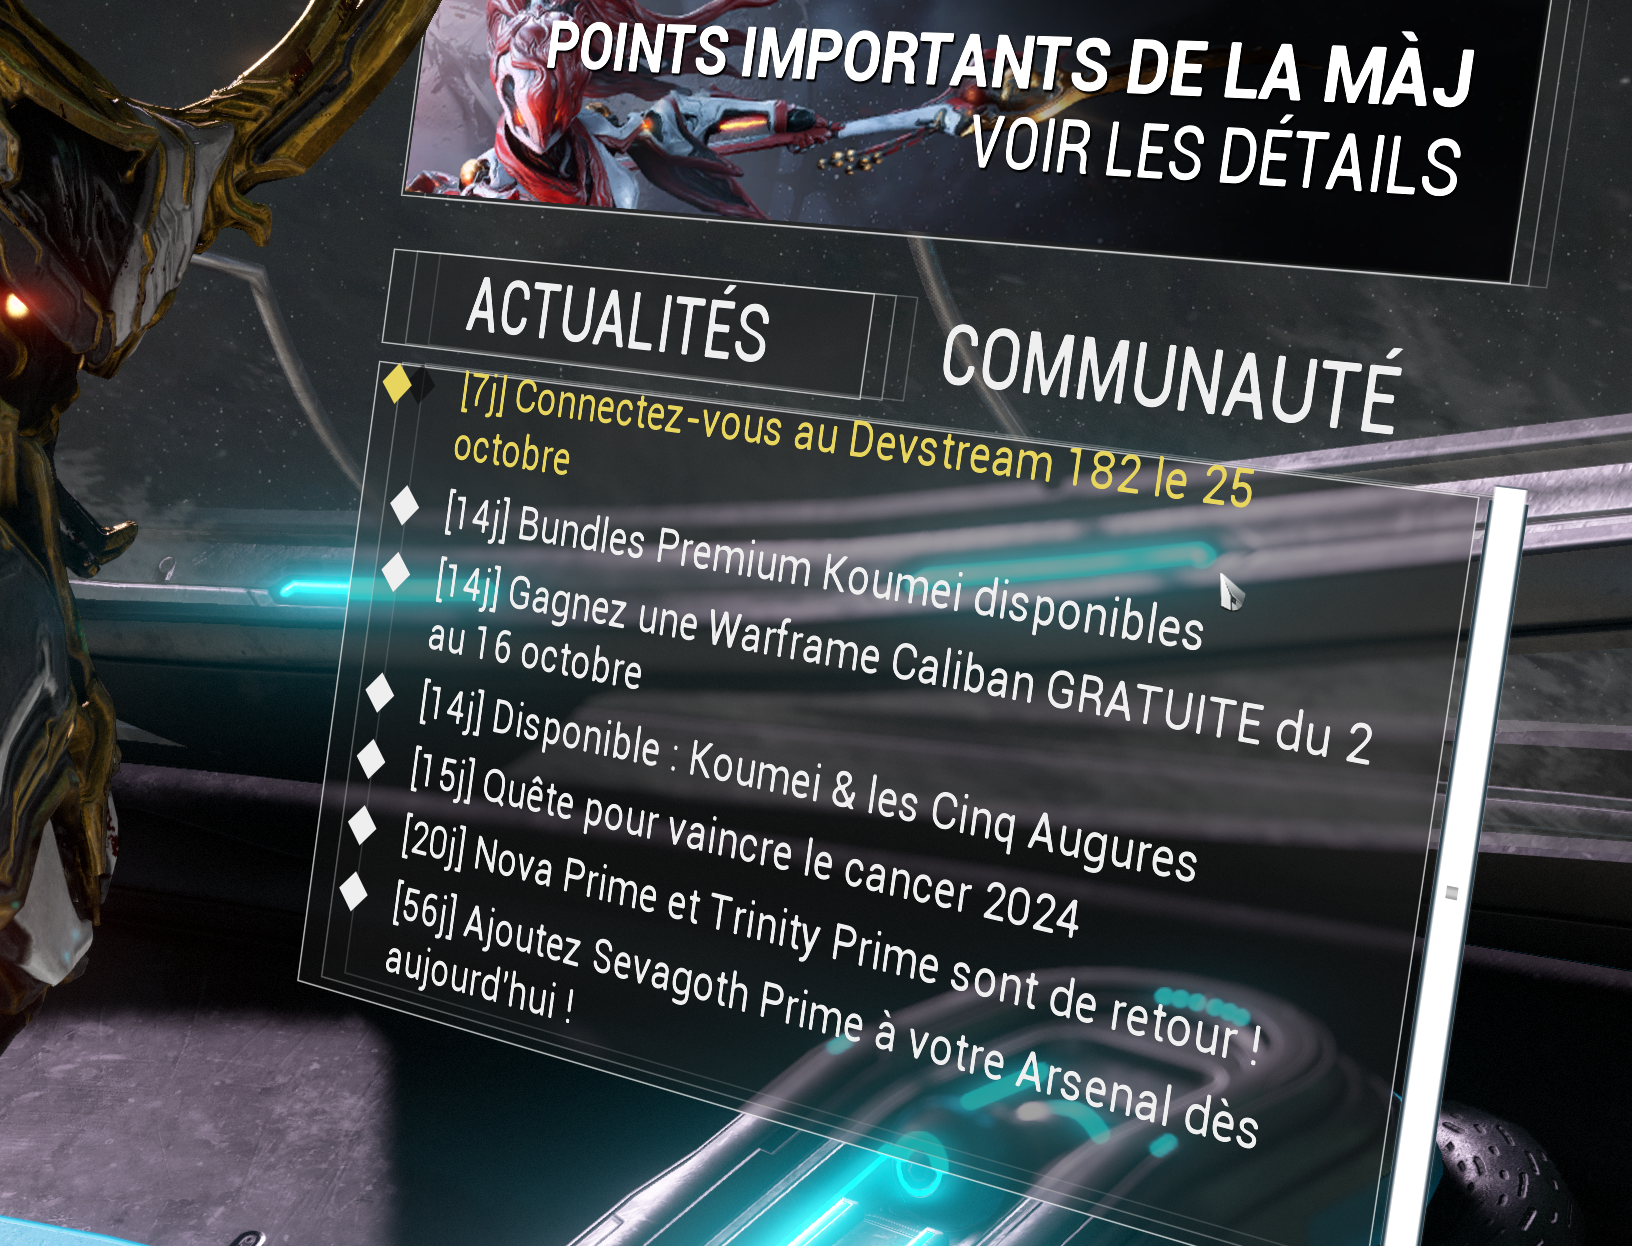 POINTS IMPORTANTS DE LA MÀJ
VOIR LES DÉTAILS
ACTUALITÉS
COMMUNAUTÉ
[7j] Connectez-vous au Devstream 182 le 25
octobre
[14j] Bundles Premium Koumei disponibles
[14j] Gagnez une Warframe Caliban GRATUITE du 2
au 16 octobre
[14j] Disponible : Koumei & les Cinq Augures
[15j] Quête pour vaincre le cancer 2024
[20j] Nova Prime et Trinity Prime sont de retour !
[56j] Ajoutez Sevagoth Prime à votre Arsenal dès
aujourd'hui !